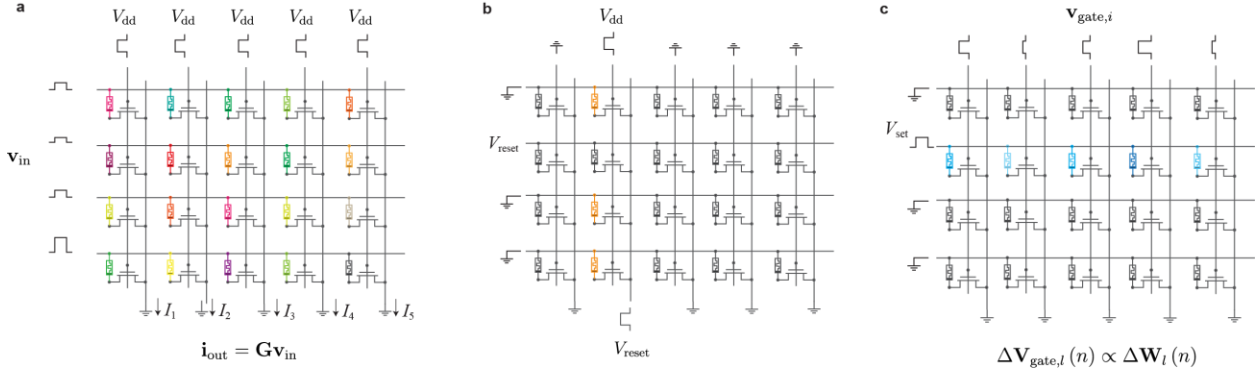 a
V_dd V_dd V_dd V_dd V_dd
v_in
I_1 I_2 I_3 I_4 I_5
i_out = Gv_in
b
V_dd
V_reset
V_reset
c
v_gate,i
V_set
ΔV_gate,l (n) ∝ ΔW_l (n)